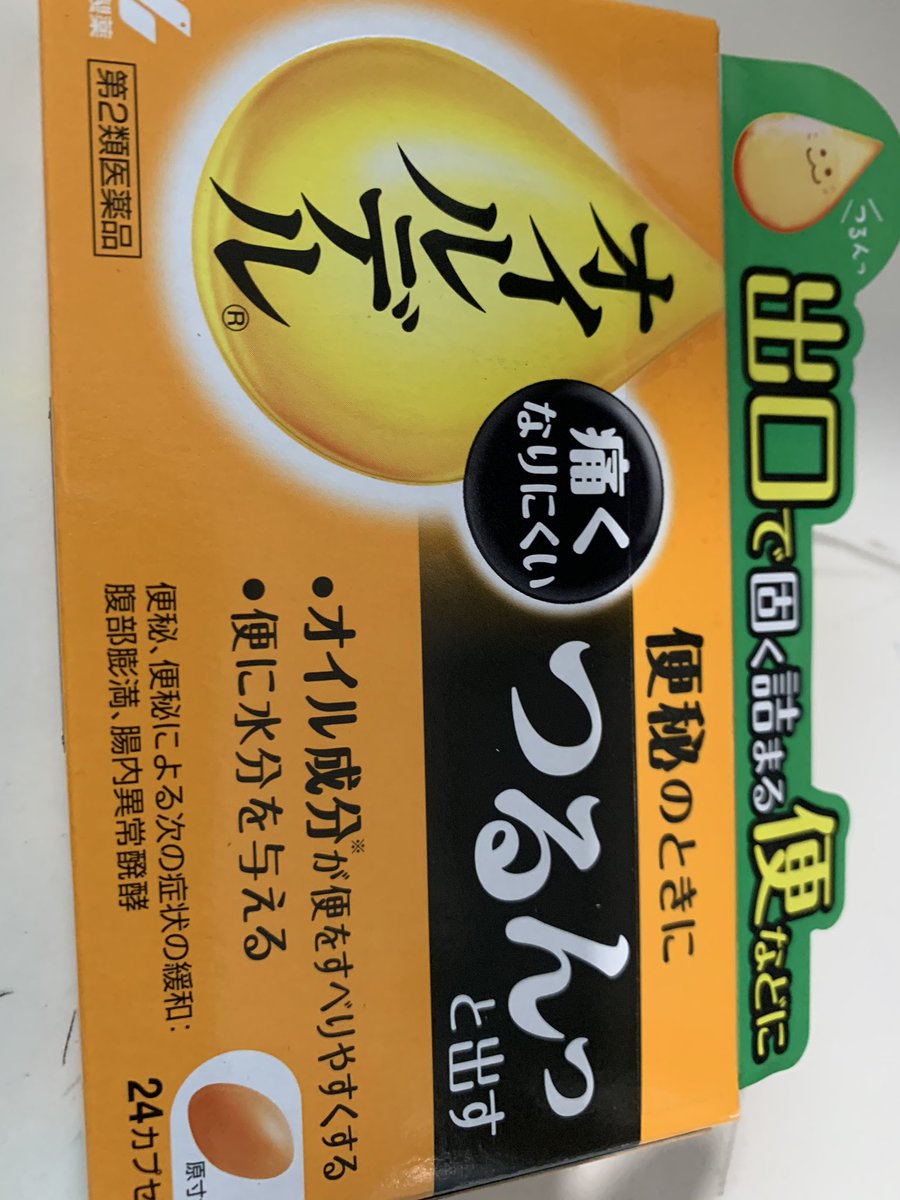 つるんっ
出口で固く詰まる便などに
製薬
第2類医薬品
オイルデル®
痛く
なりにくい
便秘のときに
つるんっと出す
●オイル成分※が便をすべりやすくする
●便に水分を与える
便秘、便秘による次の症状の緩和:
腹部膨満、腸内異常醗酵
24カプセ
原寸